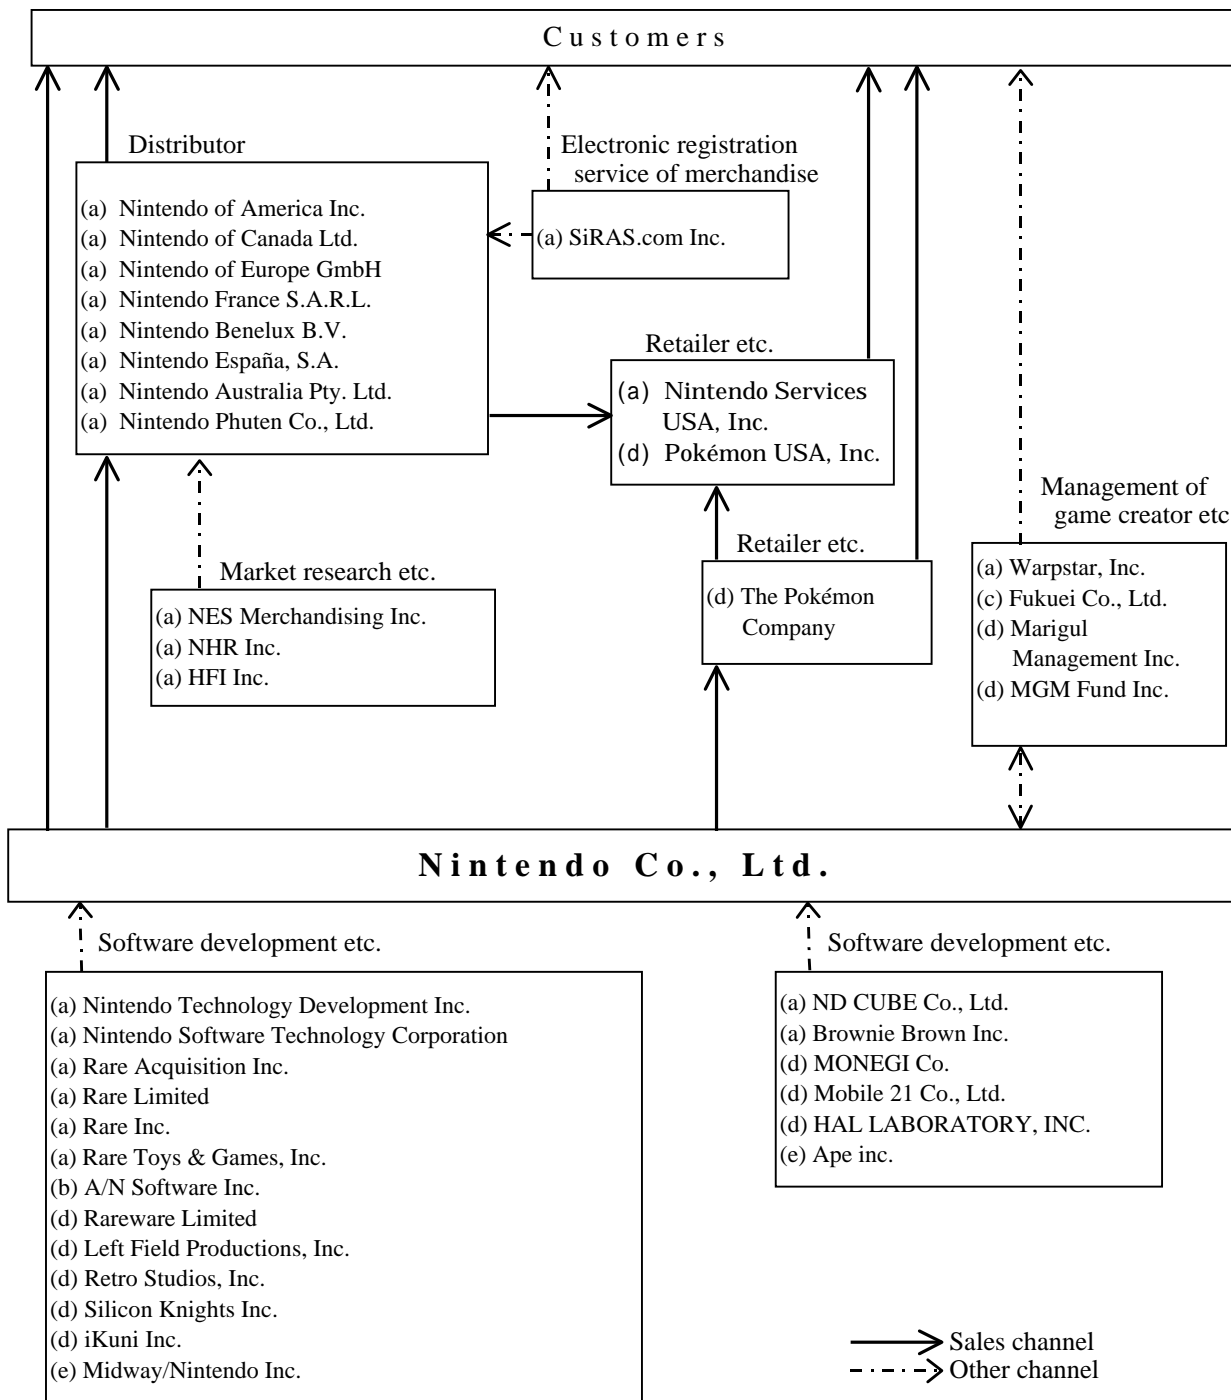 Customers
Distributor
(a) Nintendo of America Inc.
(a) Nintendo of Canada Ltd.
(a) Nintendo of Europe GmbH
(a) Nintendo France S.A.R.L.
(a) Nintendo Benelux B.V.
(a) Nintendo España, S.A.
(a) Nintendo Australia Pty. Ltd.
(a) Nintendo Phuten Co., Ltd.
Electronic registration
service of merchandise
(a) SiRAS.com Inc.
Retailer etc.
(a) Nintendo Services
USA, Inc.
(d) Pokémon USA, Inc.
Market research etc.
(a) NES Merchandising Inc.
(a) NHR Inc.
(a) HFI Inc.
Retailer etc.
(d) The Pokémon
Company
Management of
game creator etc
(a) Warpstar, Inc.
(c) Fukuei Co., Ltd.
(d) Marigul
Management Inc.
(d) MGM Fund Inc.
Nintendo Co., Ltd.
Software development etc.
(a) Nintendo Technology Development Inc.
(a) Nintendo Software Technology Corporation
(a) Rare Acquisition Inc.
(a) Rare Limited
(a) Rare Inc.
(a) Rare Toys & Games, Inc.
(b) A/N Software Inc.
(d) Rareware Limited
(d) Left Field Productions, Inc.
(d) Retro Studios, Inc.
(d) Silicon Knights Inc.
(d) iKuni Inc.
(e) Midway/Nintendo Inc.
Software development etc.
(a) ND CUBE Co., Ltd.
(a) Brownie Brown Inc.
(d) MONEGI Co.
(d) Mobile 21 Co., Ltd.
(d) HAL LABORATORY, INC.
(e) Ape inc.
Sales channel
Other channel